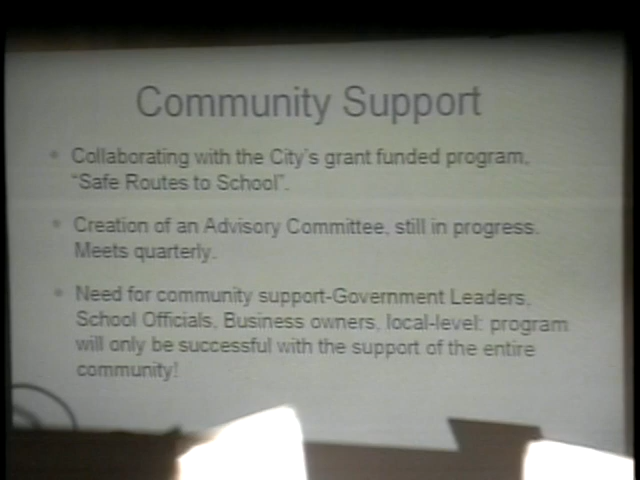 Community Support
• Collaborating with the City's grant funded program,
"Safe Routes to School".
• Creation of an Advisory Committee, still in progress.
Meets quarterly.
• Need for community support-Government Leaders,
School Officials, Business owners, local-level: program
will only be successful with the support of the entire
community!